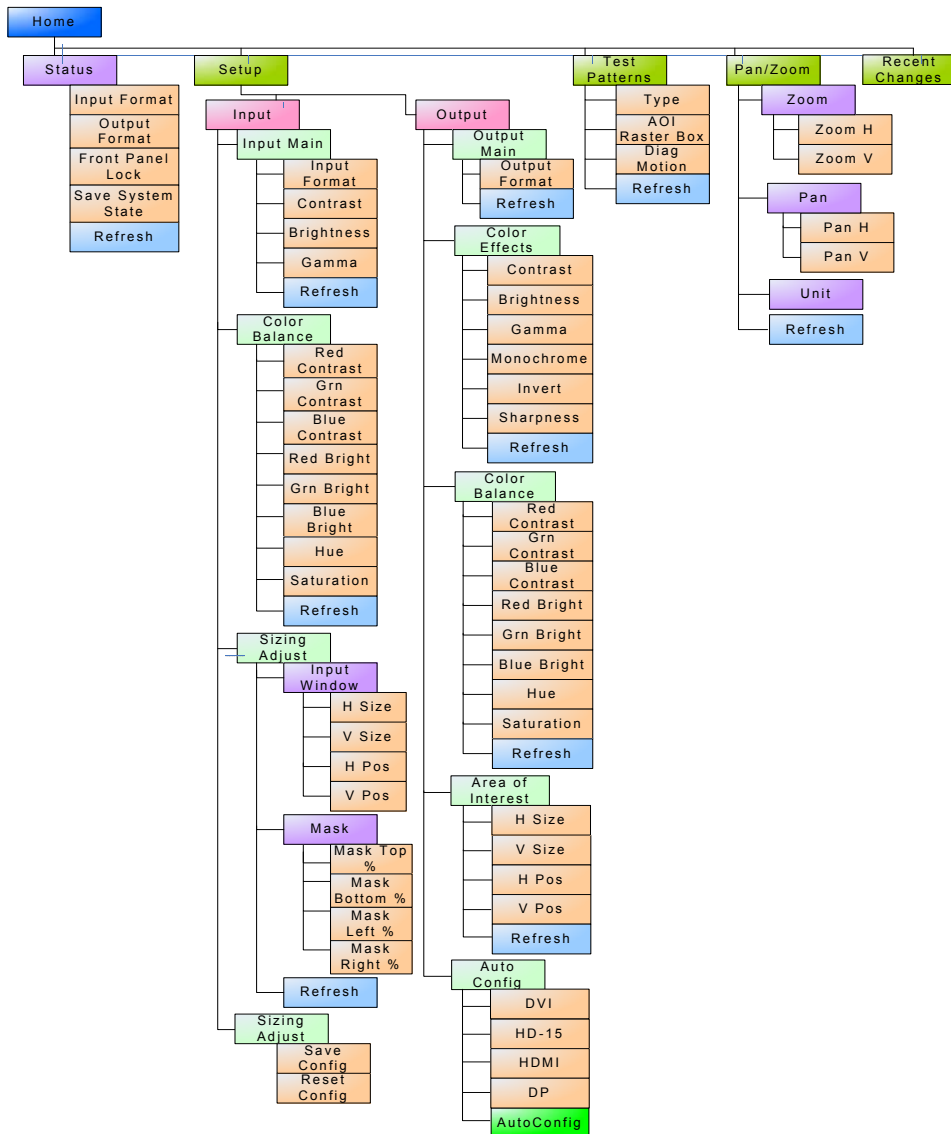 Home
Status
Input Format
Output
Format
Front Panel
Lock
Save System
State
Refresh
Setup
Input
Input Main
Input
Format
Contrast
Brightness
Gamma
Refresh
Color
Balance
Red
Contrast
Grn
Contrast
Blue
Contrast
Red Bright
Grn Bright
Blue
Bright
Hue
Saturation
Refresh
Sizing
Adjust
Input
Window
H Size
V Size
H Pos
V Pos
Mask
Mask Top
%
Mask
Bottom %
Mask
Left %
Mask
Right %
Refresh
Sizing
Adjust
Save
Config
Reset
Config
Output
Output
Main
Output
Format
Refresh
Color
Effects
Contrast
Brightness
Gamma
Monochrome
Invert
Sharpness
Refresh
Color
Balance
Red
Contrast
Grn
Contrast
Blue
Contrast
Red Bright
Grn Bright
Blue Bright
Hue
Saturation
Refresh
Area of
Interest
H Size
V Size
H Pos
V Pos
Refresh
Auto
Config
DVI
HD-15
HDMI
DP
AutoConfig
Test
Patterns
Type
AOI
Raster Box
Diag
Motion
Refresh
Pan/Zoom
Zoom
Zoom H
Zoom V
Pan
Pan H
Pan V
Unit
Refresh
Recent
Changes